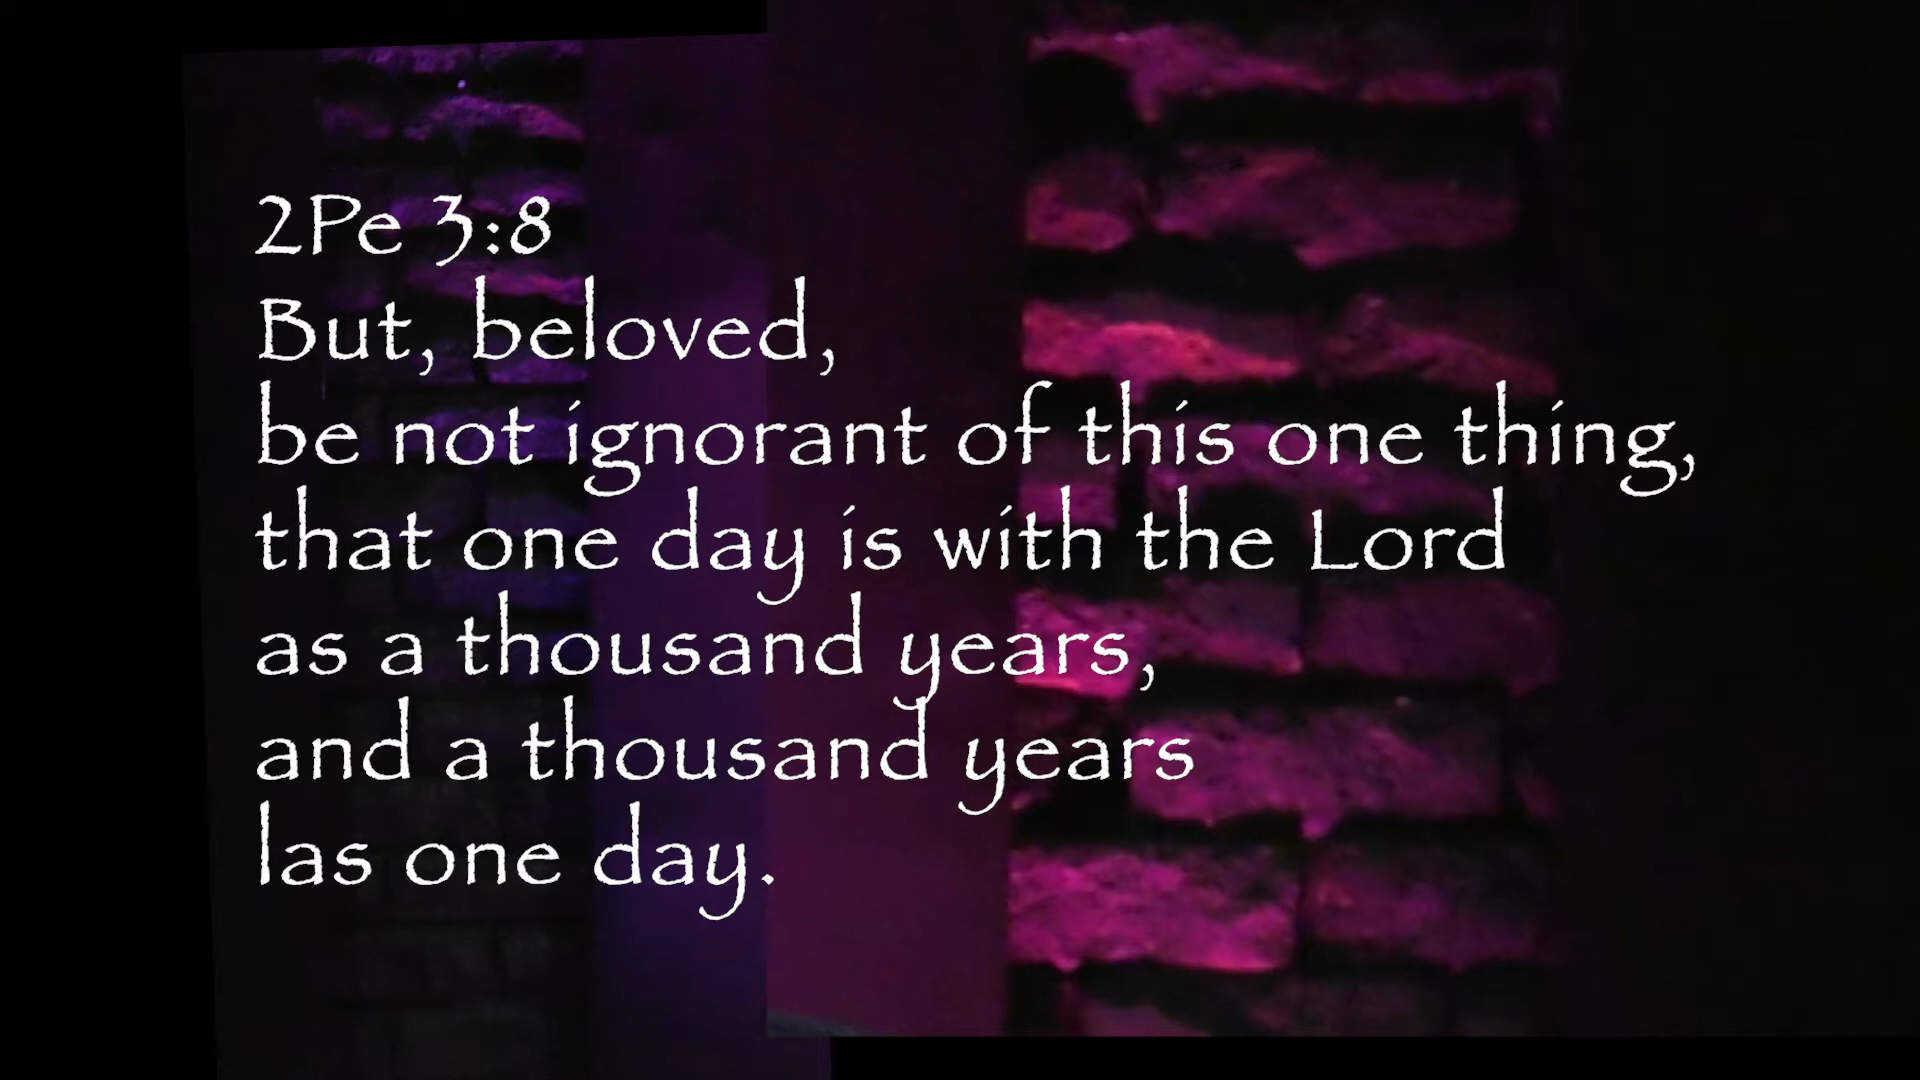 2Pe 3:8
But, beloved,
be not ignorant of this one thing,
that one day is with the Lord
as a thousand years,
and a thousand years
las one day.